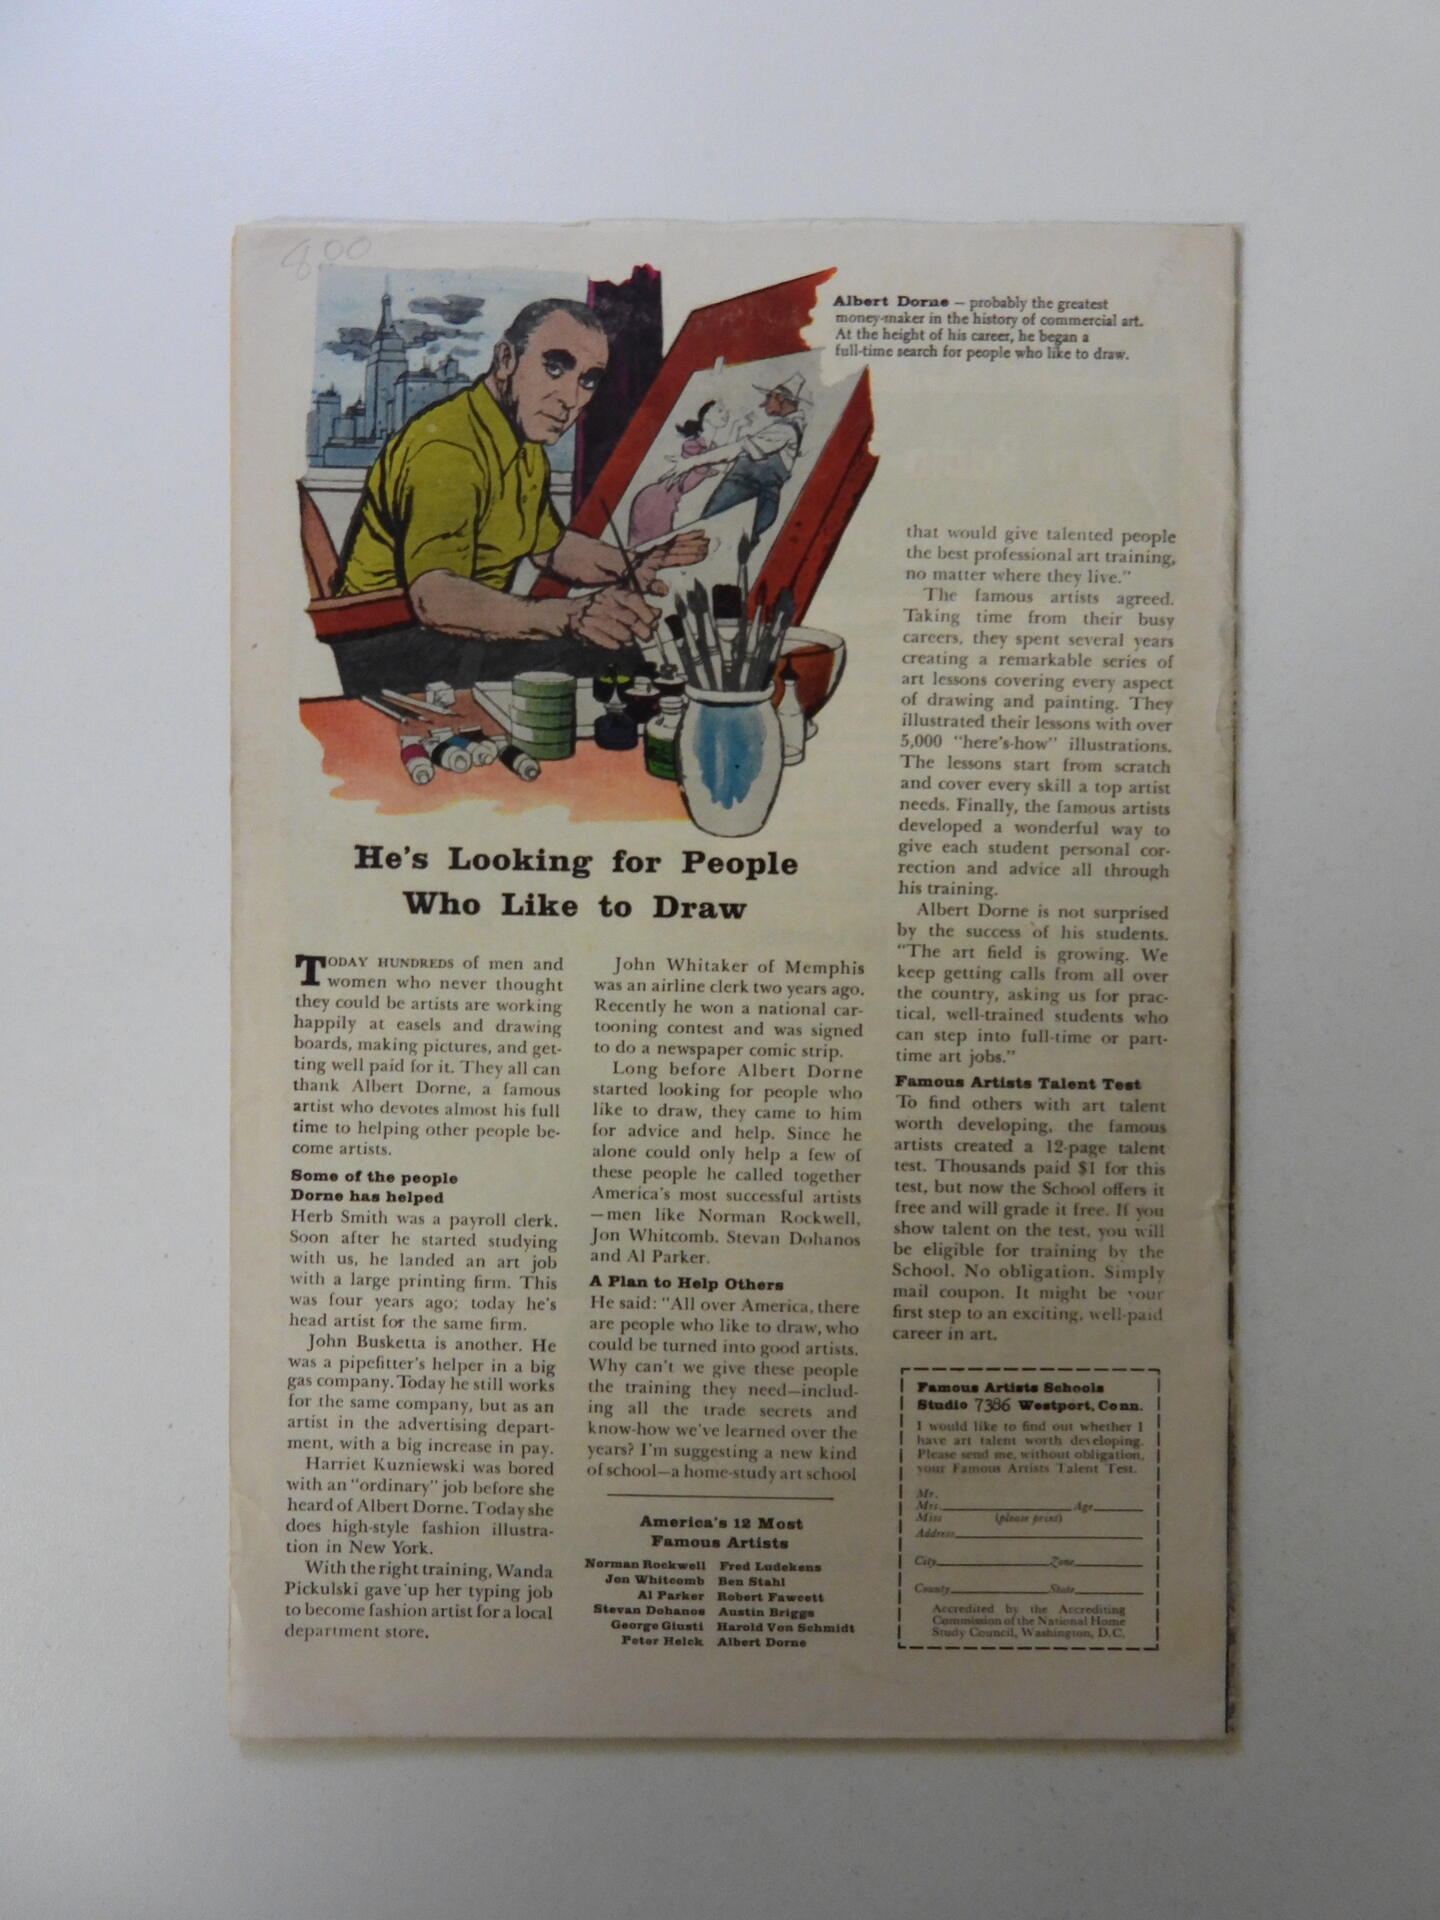 800
Albert Dorne – probably the greatest
money-maker in the history of commercial art.
At the height of his career, he began a
full-time search for people who like to draw.
He's Looking for People
Who Like to Draw
TODAY HUNDREDS of men and
women who never thought
they could be artists are working
happily at easels and drawing
boards, making pictures, and get-
ting well paid for it. They all can
thank Albert Dorne, a famous
artist who devotes almost his full
time to helping other people be-
come artists.
Some of the people
Dorne has helped
Herb Smith was a payroll clerk.
Soon after he started studying
with us, he landed an art job
with a large printing firm. This
was four years ago; today he's
head artist for the same firm.
John Busketta is another. He
was a pipefitter's helper in a big
gas company. Today he still works
for the same company, but as an
artist in the advertising depart-
ment, with a big increase in pay.
Harriet Kuzniewski was bored
with an "ordinary" job before she
heard of Albert Dorne. Today she
does high-style fashion illustra-
tion in New York.
With the right training, Wanda
Pickulski gave up her typing job
to become fashion artist for a local
department store.
John Whitaker of Memphis
was an airline clerk two years ago.
Recently he won a national car-
tooning contest and was signed
to do a newspaper comic strip.
Long before Albert Dorne
started looking for people who
like to draw, they came to him
for advice and help. Since he
alone could only help a few of
these people he called together
America's most successful artists
—men like Norman Rockwell,
Jon Whitcomb. Stevan Dohanos
and Al Parker.
A Plan to Help Others
He said: "All over America, there
are people who like to draw, who
could be turned into good artists.
Why can't we give these people
the training they need—includ-
ing all the trade secrets and
know-how we've learned over the
years? I'm suggesting a new kind
of school—a home-study art school
America's 12 Most
Famous Artists
Norman Rockwell Fred Ludekens
Jon Whitcomb Ben Stahl
Al Parker Robert Fawcett
Stevan Dohanos Austin Briggs
George Giusti Harold Von Schmidt
Peter Helck Albert Dorne
that would give talented people
the best professional art training,
no matter where they live."
The famous artists agreed.
Taking time from their busy
careers, they spent several years
creating a remarkable series of
art lessons covering every aspect
of drawing and painting. They
illustrated their lessons with over
5,000 "here's-how" illustrations.
The lessons start from scratch
and cover every skill a top artist
needs. Finally, the famous artists
developed a wonderful way to
give each student personal cor-
rection and advice all through
his training.
Albert Dorne is not surprised
by the success of his students.
"The art field is growing. We
keep getting calls from all over
the country, asking us for prac-
tical, well-trained students who
can step into full-time or part-
time art jobs."
Famous Artists Talent Test
To find others with art talent
worth developing, the famous
artists created a 12-page talent
test. Thousands paid $1 for this
test, but now the School offers it
free and will grade it free. If you
show talent on the test, you will
be eligible for training by the
School. No obligation. Simply
mail coupon. It might be your
first step to an exciting, well-paid
career in art.
Famous Artists Schools
Studio 7386 Westport, Conn.
I would like to find out whether I
have art talent worth developing.
Please send me, without obligation,
your Famous Artists Talent Test.
Mr.
Mrs. Age
Miss (please print)
Address
City Zone
County State
Accredited by the Accrediting
Commission of the National Home
Study Council, Washington, D.C.